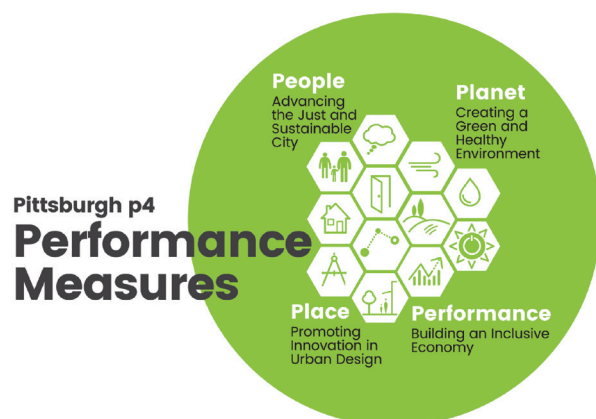 People
Advancing
the Just and
Sustainable
City
Planet
Creating a
Green and
Healthy
Environment
Pittsburgh p4
Performance
Measures
Place
Promoting
Innovation in
Urban Design
Performance
Building an Inclusive
Economy